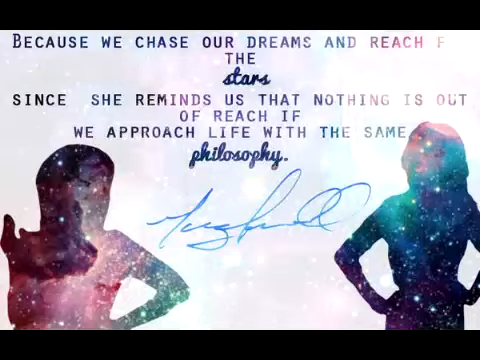 BECAUSE WE CHASE OUR DREAMS AND REACH F
THE
stars
SINCE SHE REMINDS US THAT NOTHING IS OUT
OF REACH IF
WE APPROACH LIFE WITH THE SAME
philosophy.